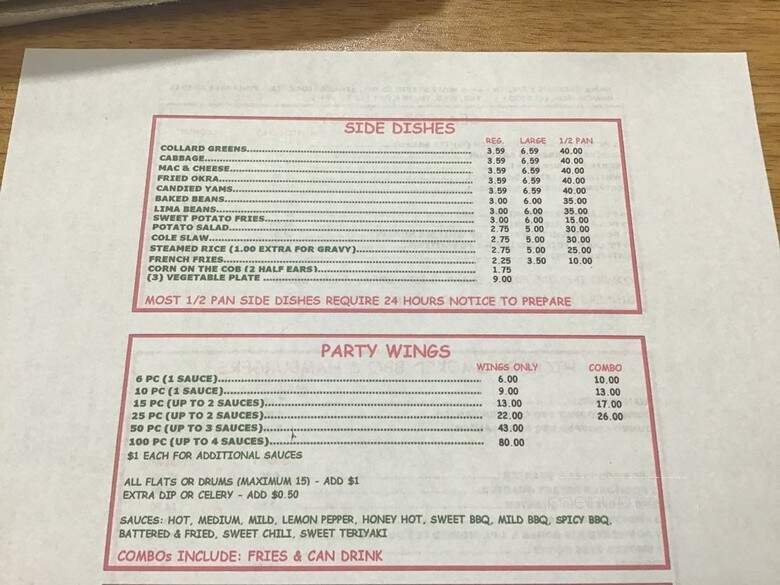 SIDE DISHES
REG. LARGE 1/2 PAN
COLLARD GREENS 3.59 6.59 40.00
CABBAGE 3.59 6.59 40.00
MAC & CHEESE 3.59 6.59 40.00
FRIED OKRA 3.59 6.59 40.00
CANDIED YAMS 3.59 6.59 40.00
BAKED BEANS 3.00 6.00 35.00
LIMA BEANS 3.00 6.00 35.00
SWEET POTATO FRIES 3.00 6.00 15.00
POTATO SALAD 2.75 5.00 30.00
COLE SLAW 2.75 5.00 30.00
STEAMED RICE (1.00 EXTRA FOR GRAVY) 2.75 5.00 25.00
FRENCH FRIES 2.25 3.50 10.00
CORN ON THE COB (2 HALF EARS) 1.75
(3) VEGETABLE PLATE 9.00
MOST 1/2 PAN SIDE DISHES REQUIRE 24 HOURS NOTICE TO PREPARE
PARTY WINGS
WINGS ONLY COMBO
6 PC (1 SAUCE) 6.00 10.00
10 PC (1 SAUCE) 9.00 13.00
15 PC (UP TO 2 SAUCES) 13.00 17.00
25 PC (UP TO 2 SAUCES) 22.00 26.00
50 PC (UP TO 3 SAUCES) 43.00
100 PC (UP TO 4 SAUCES) 80.00
$1 EACH FOR ADDITIONAL SAUCES
ALL FLATS OR DRUMS (MAXIMUM 15) - ADD $1
EXTRA DIP OR CELERY - ADD $0.50
SAUCES: HOT, MEDIUM, MILD, LEMON PEPPER, HONEY HOT, SWEET BBQ, MILD BBQ, SPICY BBQ,
BATTERED & FRIED, SWEET CHILI, SWEET TERIYAKI
COMBOs INCLUDE: FRIES & CAN DRINK